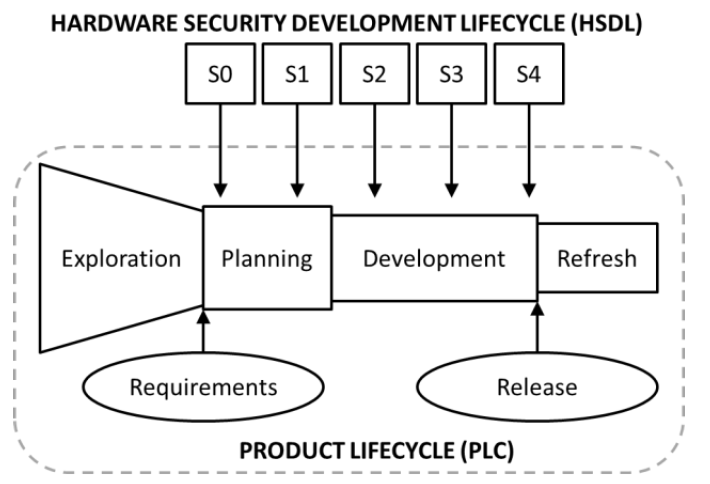 HARDWARE SECURITY DEVELOPMENT LIFECYCLE (HSDL)
S0 S1 S2 S3 S4
Exploration Planning Development Refresh
Requirements Release
PRODUCT LIFECYCLE (PLC)